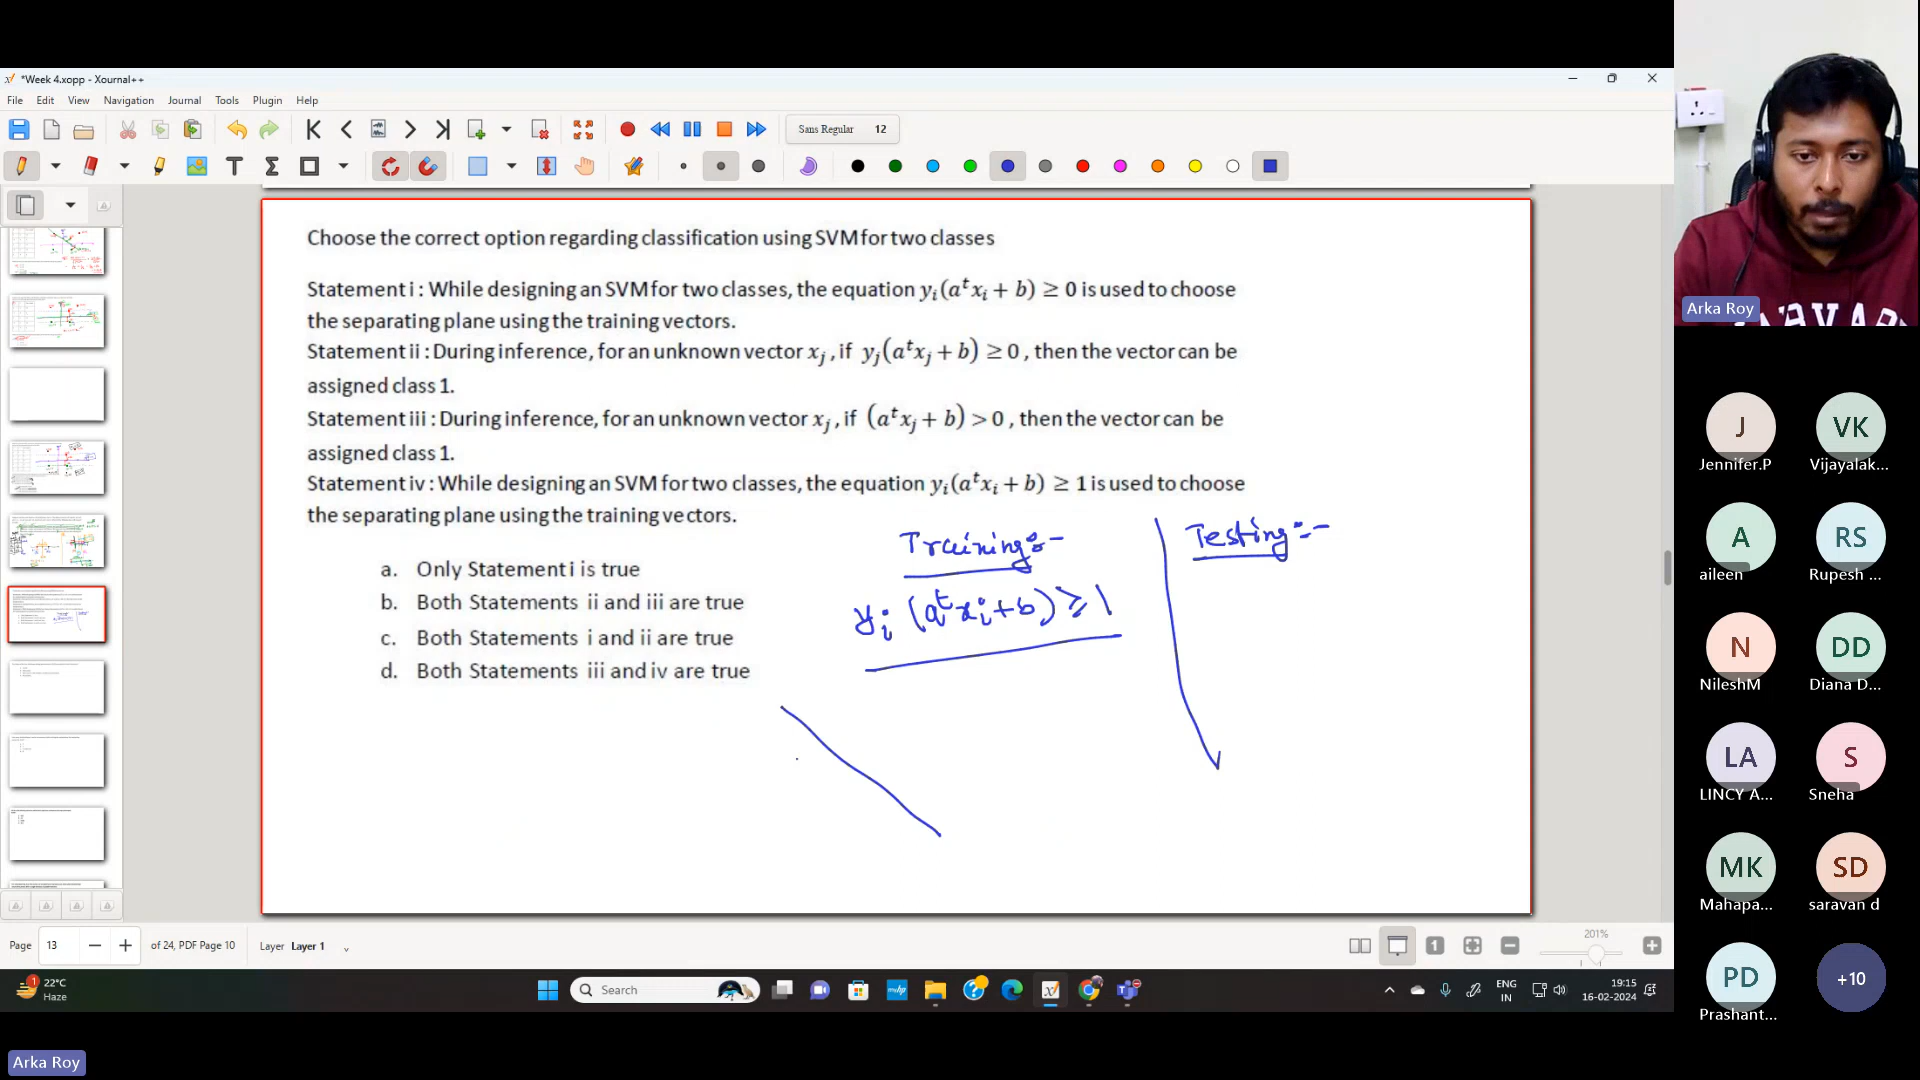 *Week 4.xopp - Xournal++
File Edit View Navigation Journal Tools Plugin Help
Sans Regular 12
Choose the correct option regarding classification using SVM for two classes
Statement i : While designing an SVM for two classes, the equation yᵢ(aᵗxᵢ + b) ≥ 0 is used to choose
the separating plane using the training vectors.
Statement ii : During inference, for an unknown vector xⱼ, if yⱼ(aᵗxⱼ + b) ≥ 0, then the vector can be
assigned class 1.
Statement iii : During inference, for an unknown vector xⱼ, if (aᵗxⱼ + b) > 0, then the vector can be
assigned class 1.
Statement iv : While designing an SVM for two classes, the equation yᵢ(aᵗxᵢ + b) ≥ 1 is used to choose
the separating plane using the training vectors.
a. Only Statement i is true
b. Both Statements ii and iii are true
c. Both Statements i and ii are true
d. Both Statements iii and iv are true
Training:-
yᵢ (aᵗxᵢ+b) ≥ 1
Testing:-
Page 13 of 24, PDF Page 10 Layer Layer 1
201%
22°C
Haze
Search
ENG
IN
19:15
16-02-2024
Arka Roy
Arka Roy
J
Jennifer.P
VK
Vijayalak...
A
aileen
RS
Rupesh ...
N
NileshM
DD
Diana D...
LA
LINCY A...
S
Sneha
MK
Mahapa...
SD
saravan d
PD
Prashant...
+10